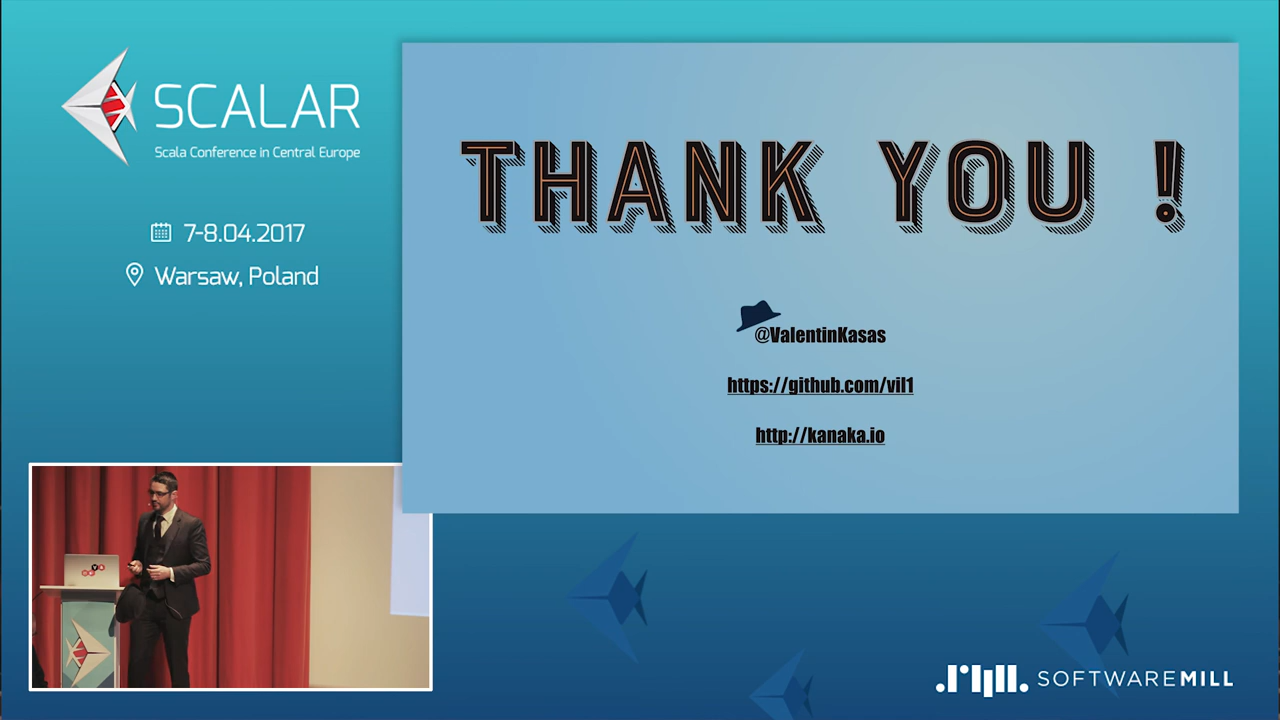 SCALAR
Scala Conference in Central Europe
7-8.04.2017
Warsaw, Poland
THANK YOU !
@ValentinKasas
https://github.com/vil1
http://kanaka.io
SOFTWAREMILL